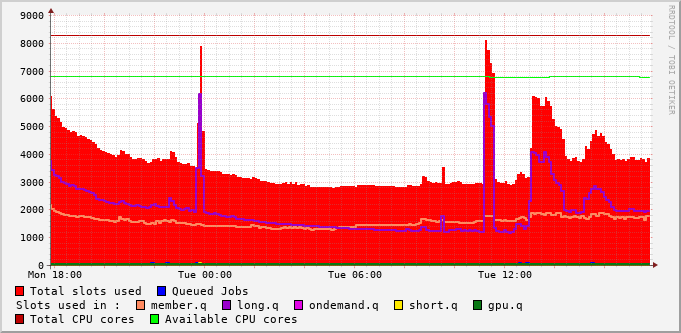 9000
8000
7000
6000
5000
4000
3000
2000
1000
0
Mon 18:00 Tue 00:00 Tue 06:00 Tue 12:00
Total slots used Queued Jobs
Slots used in : member.q long.q ondemand.q short.q gpu.q
Total CPU cores Available CPU cores
RRDTOOL / TOBI OETIKER